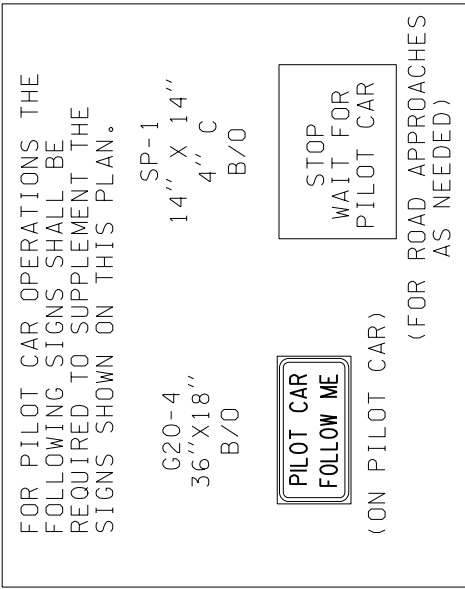 FOR PILOT CAR OPERATIONS THE
FOLLOWING SIGNS SHALL BE
REQUIRED TO SUPPLEMENT THE
SIGNS SHOWN ON THIS PLAN.
G20-4
36''X18''
B/O
PILOT CAR
FOLLOW ME
(ON PILOT CAR)
SP-1
14'' X 14''
4'' C
B/O
STOP
WAIT FOR
PILOT CAR
(FOR ROAD APPROACHES
AS NEEDED)